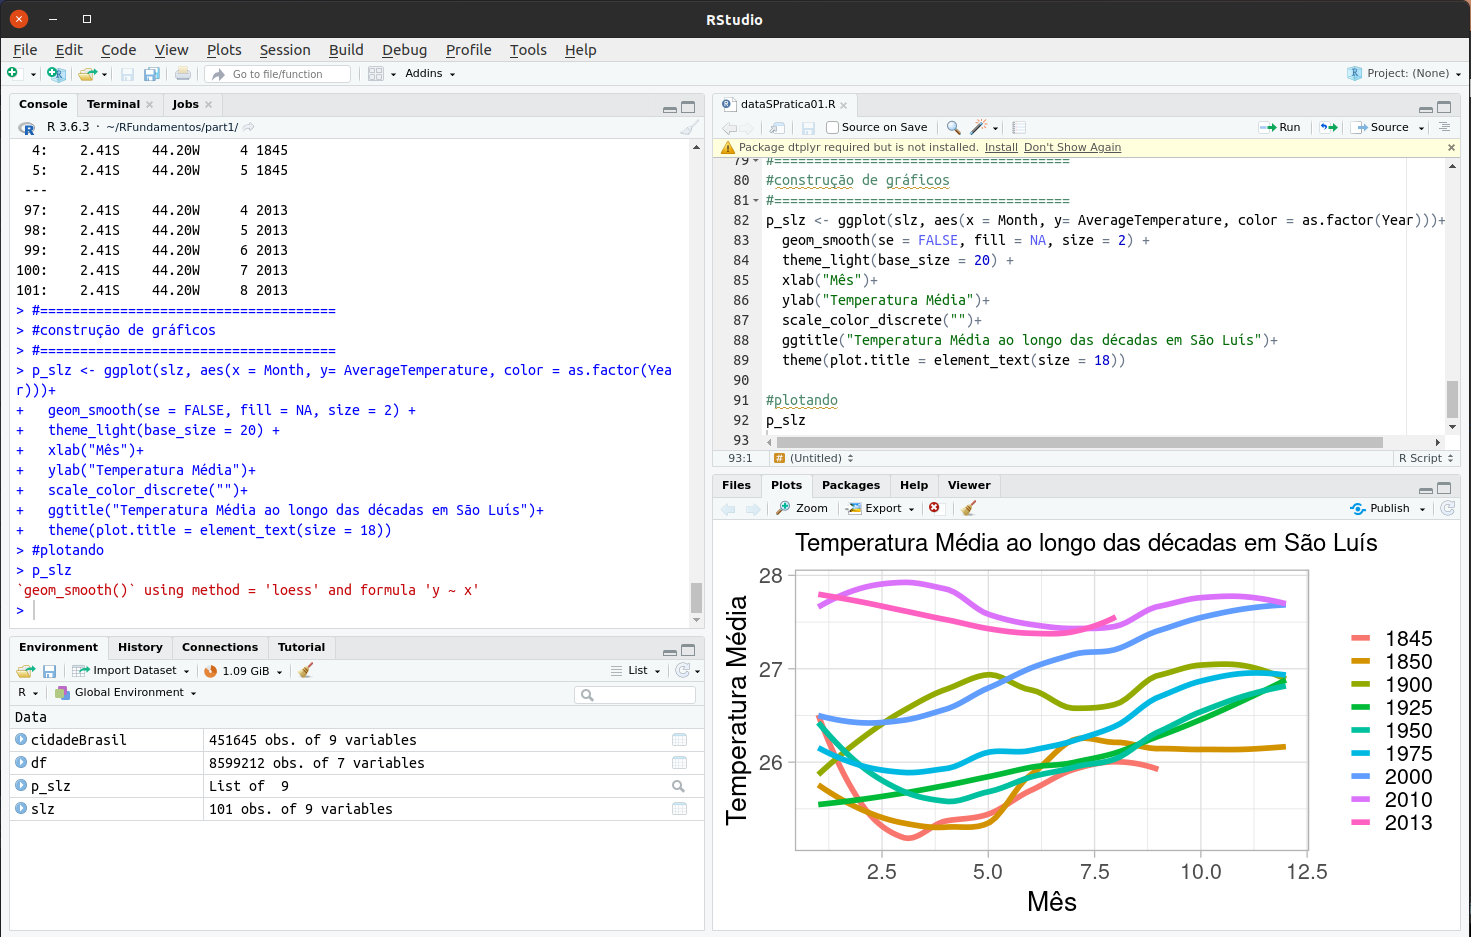 RStudio
File Edit Code View Plots Session Build Debug Profile Tools Help
Go to file/function Addins Project: (None)
Console Terminal Jobs
R 3.6.3 · ~/RFundamentos/part1/
4: 2.41S 44.20W 4 1845
5: 2.41S 44.20W 5 1845
---
97: 2.41S 44.20W 4 2013
98: 2.41S 44.20W 5 2013
99: 2.41S 44.20W 6 2013
100: 2.41S 44.20W 7 2013
101: 2.41S 44.20W 8 2013
> #=====================================
> #construção de gráficos
> #=====================================
> p_slz <- ggplot(slz, aes(x = Month, y= AverageTemperature, color = as.factor(Yea
r)))+
+   geom_smooth(se = FALSE, fill = NA, size = 2) +
+   theme_light(base_size = 20) +
+   xlab("Mês")+
+   ylab("Temperatura Média")+
+   scale_color_discrete("")+
+   ggtitle("Temperatura Média ao longo das décadas em São Luís")+
+   theme(plot.title = element_text(size = 18))
> #plotando
> p_slz
`geom_smooth()` using method = 'loess' and formula 'y ~ x'
>
Environment History Connections Tutorial
Import Dataset 1.09 GiB List
R Global Environment
Data
cidadeBrasil 451645 obs. of 9 variables
df 8599212 obs. of 7 variables
p_slz List of 9
slz 101 obs. of 9 variables
dataSPratica01.R
Source on Save Run Source
Package dtplyr required but is not installed. Install Don't Show Again
79 #=====================================
80 #construção de gráficos
81 #=====================================
82 p_slz <- ggplot(slz, aes(x = Month, y= AverageTemperature, color = as.factor(Year)))+
83   geom_smooth(se = FALSE, fill = NA, size = 2) +
84   theme_light(base_size = 20) +
85   xlab("Mês")+
86   ylab("Temperatura Média")+
87   scale_color_discrete("")+
88   ggtitle("Temperatura Média ao longo das décadas em São Luís")+
89   theme(plot.title = element_text(size = 18))
90
91 #plotando
92 p_slz
93
93:1 # (Untitled) R Script
Files Plots Packages Help Viewer
Zoom Export Publish
Temperatura Média ao longo das décadas em São Luís
Temperatura Média
28
27
26
2.5 5.0 7.5 10.0 12.5
Mês
1845
1850
1900
1925
1950
1975
2000
2010
2013